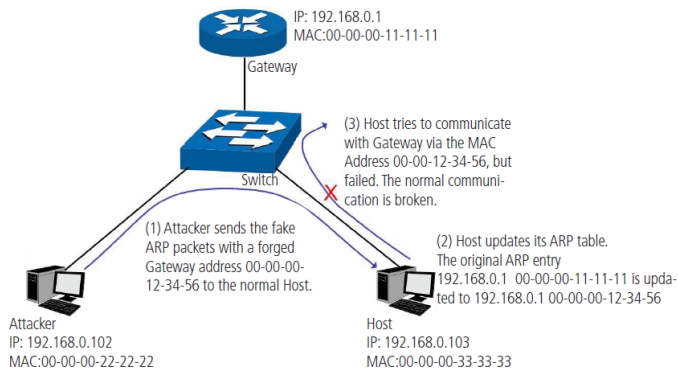 IP: 192.168.0.1
MAC:00-00-00-11-11-11
Gateway
Switch
(3) Host tries to communicate
with Gateway via the MAC
Address 00-00-12-34-56, but
failed. The normal communi-
cation is broken.
(1) Attacker sends the fake
ARP packets with a forged
Gateway address 00-00-00-
12-34-56 to the normal Host.
(2) Host updates its ARP table.
The original ARP entry
192.168.0.1 00-00-00-11-11-11 is upda-
ted to 192.168.0.1 00-00-00-12-34-56
Attacker
IP: 192.168.0.102
MAC:00-00-00-22-22-22
Host
IP: 192.168.0.103
MAC:00-00-00-33-33-33